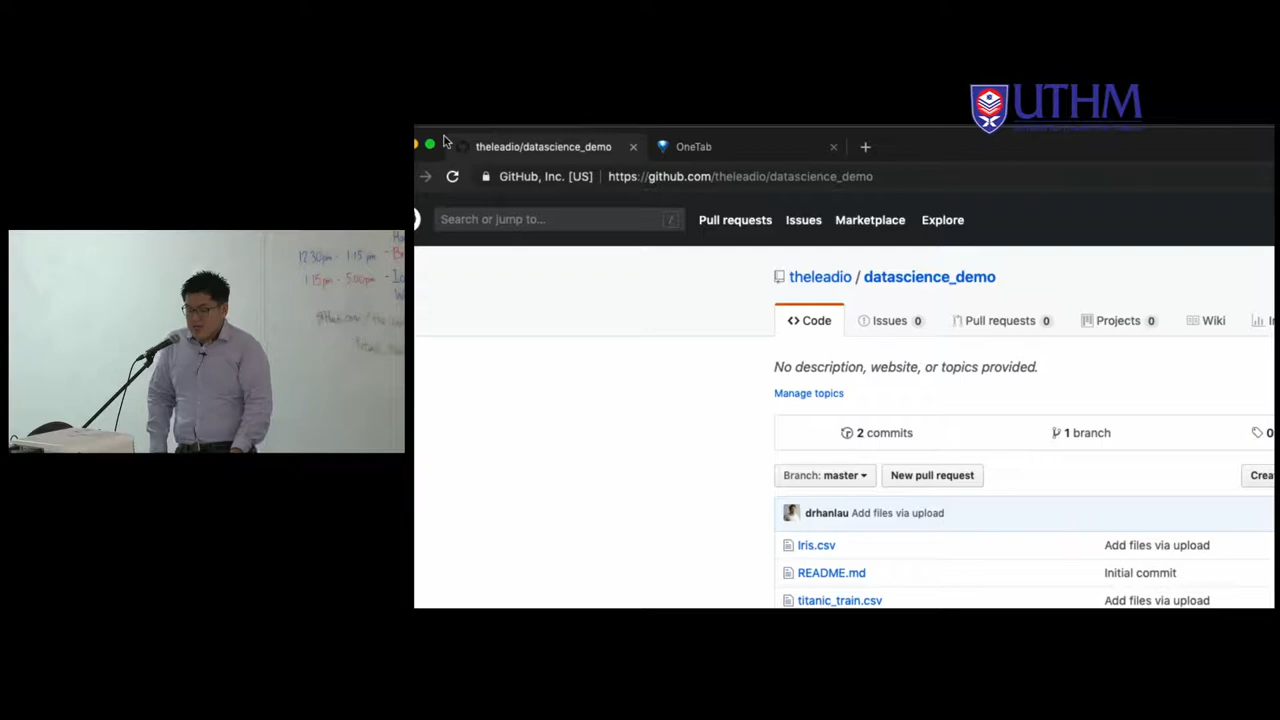 UTHM
theleadio/datascience_demo
OneTab
GitHub, Inc. [US] https://github.com/theleadio/datascience_demo
Search or jump to... /
Pull requests Issues Marketplace Explore
theleadio / datascience_demo
Code Issues 0 Pull requests 0 Projects 0 Wiki
No description, website, or topics provided.
Manage topics
2 commits 1 branch 0
Branch: master New pull request
drhanlau Add files via upload
Iris.csv Add files via upload
README.md Initial commit
titanic_train.csv Add files via upload
12:30pm - 1:15 pm -
1:15pm - 5:00pm -